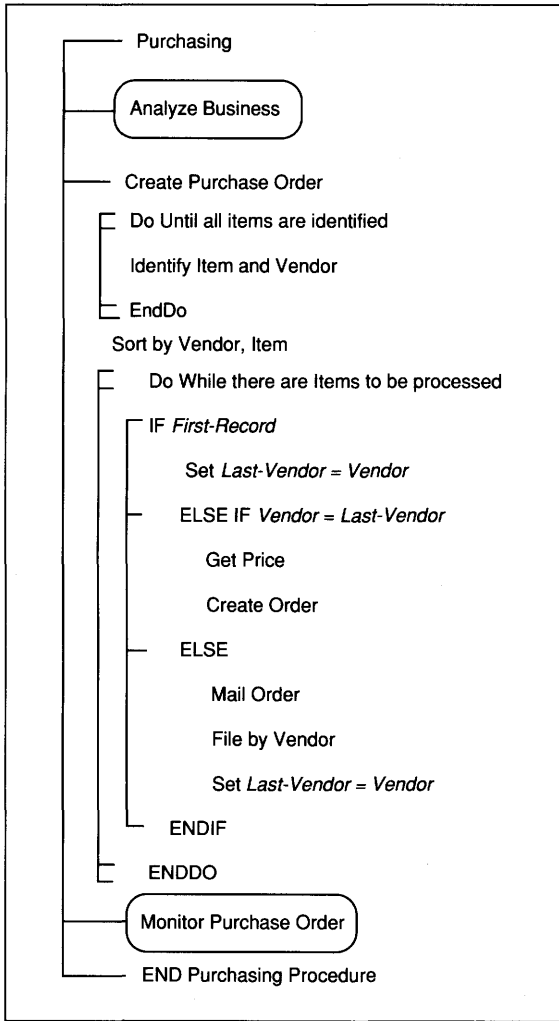 Purchasing
Analyze Business
Create Purchase Order
Do Until all items are identified
Identify Item and Vendor
EndDo
Sort by Vendor, Item
Do While there are Items to be processed
IF First-Record
Set Last-Vendor = Vendor
ELSE IF Vendor = Last-Vendor
Get Price
Create Order
ELSE
Mail Order
File by Vendor
Set Last-Vendor = Vendor
ENDIF
ENDDO
Monitor Purchase Order
END Purchasing Procedure